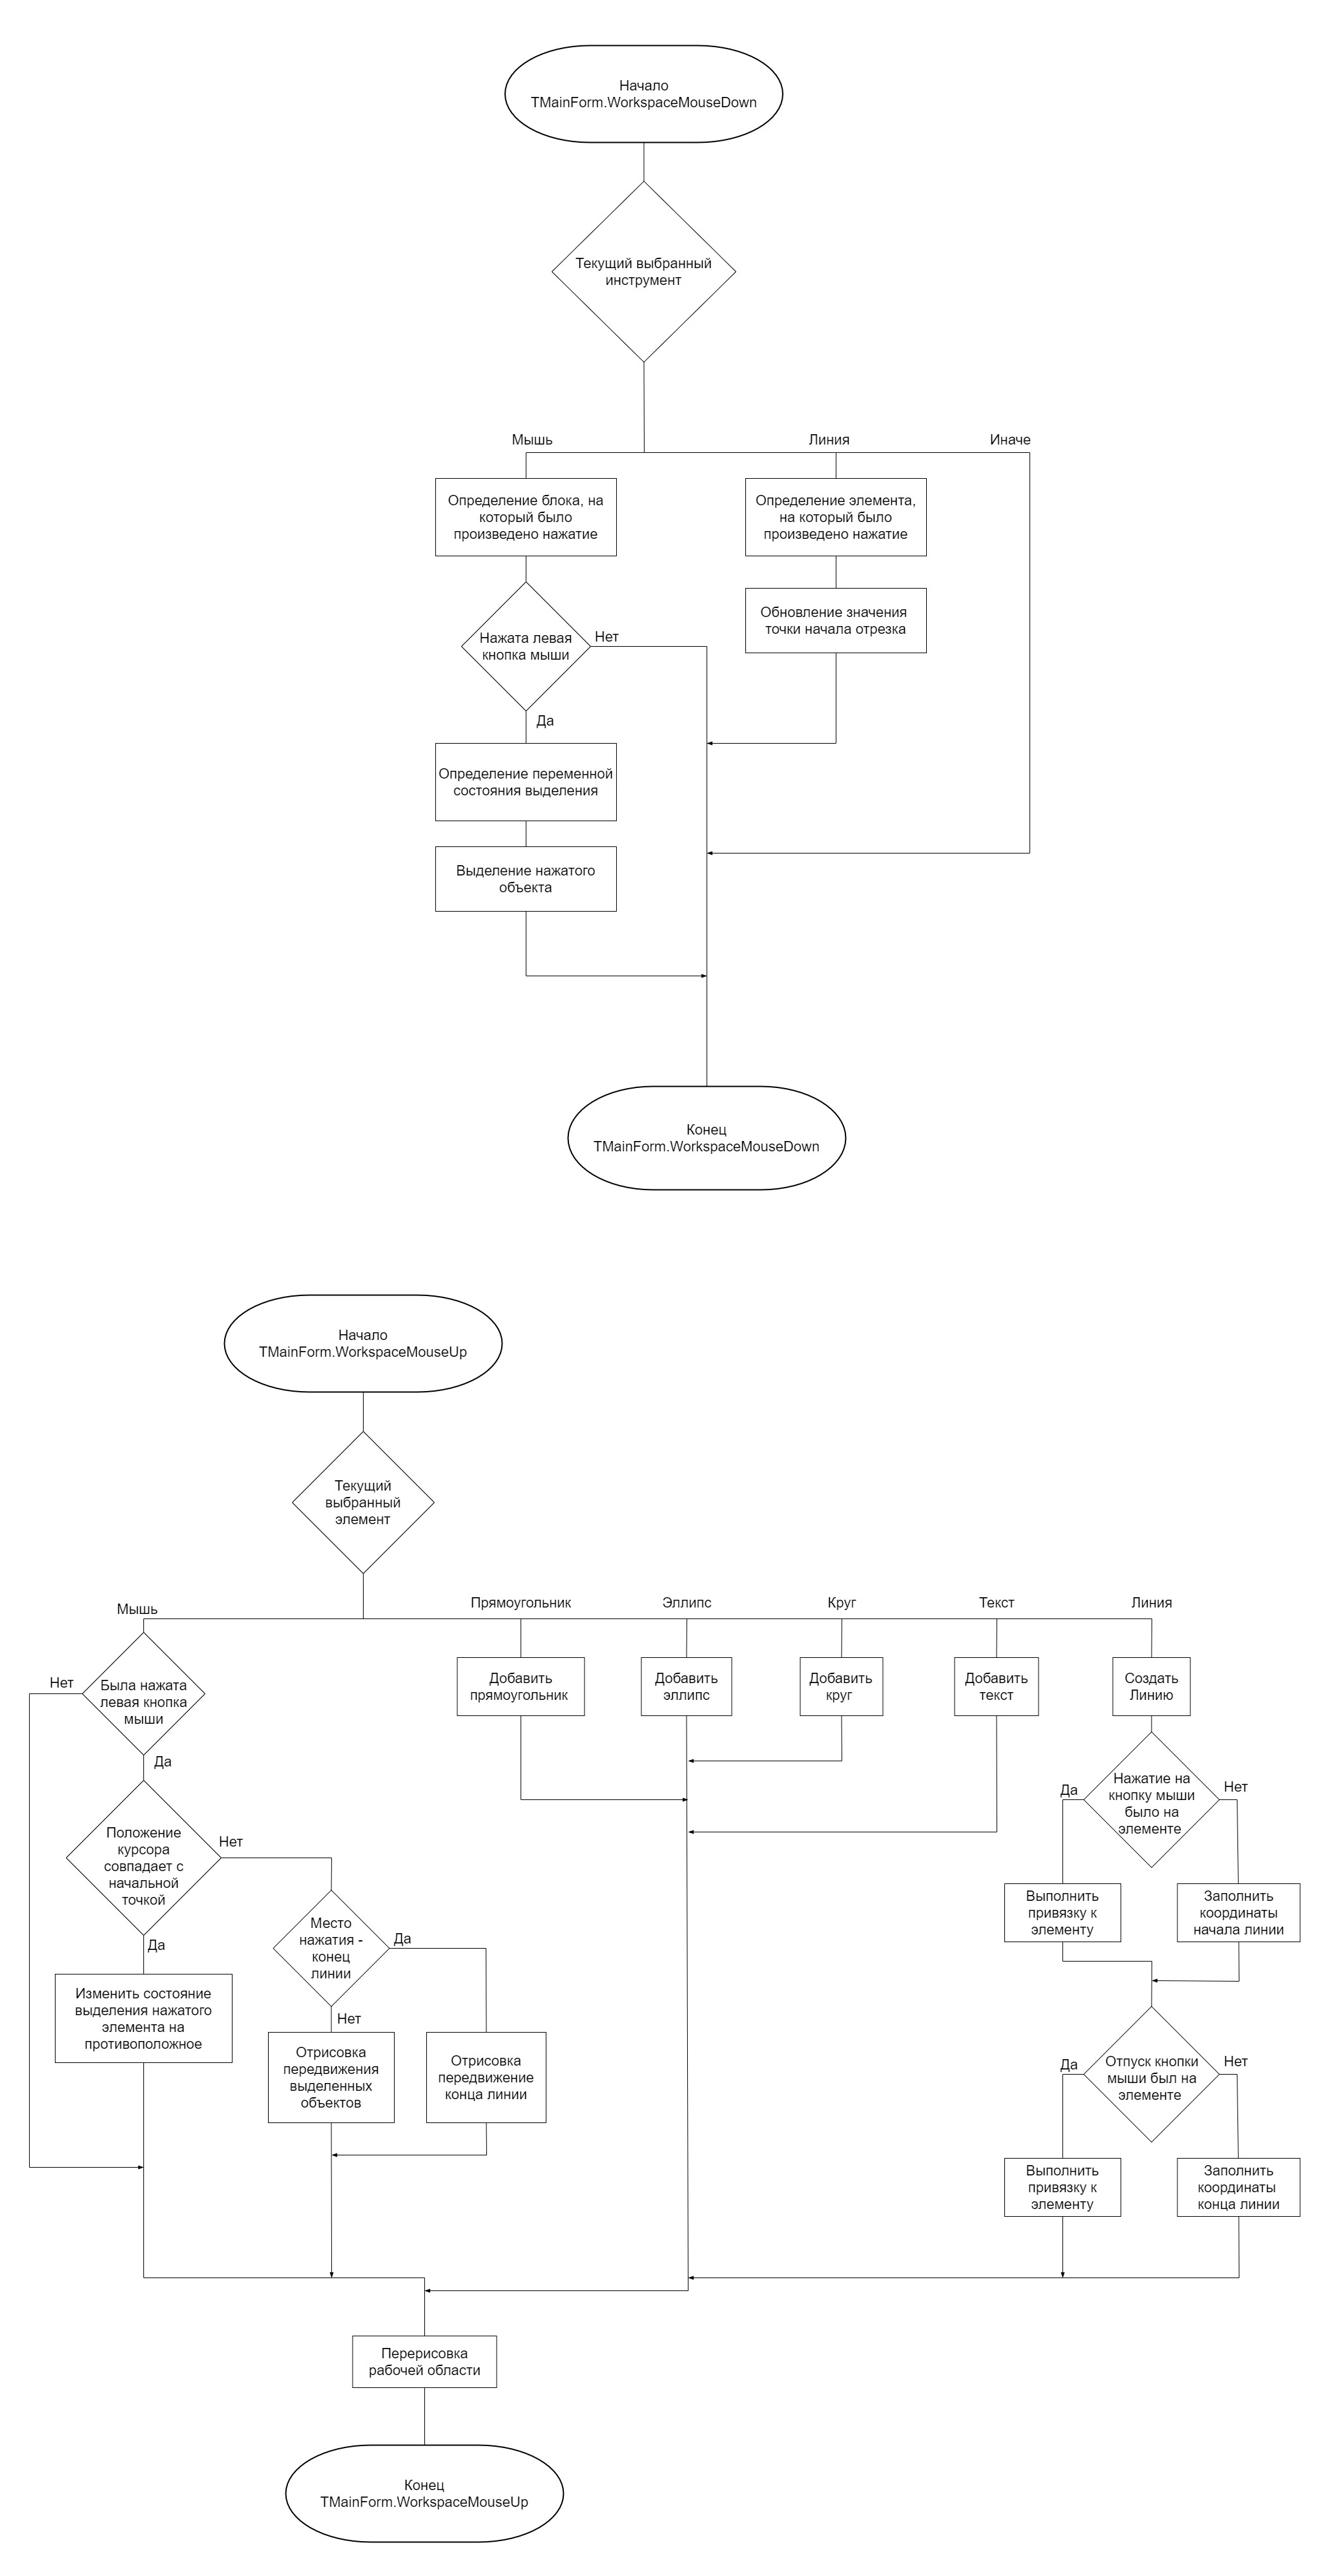 Начало
TMainForm.WorkspaceMouseDown
Текущий выбранный
инструмент
Мышь
Линия
Иначе
Определение блока, на
который было
произведено нажатие
Определение элемента,
на который было
произведено нажатие
Обновление значения
точки начала отрезка
Нажата левая
кнопка мыши
Нет
Да
Определение переменной
состояния выделения
Выделение нажатого
объекта
Конец
TMainForm.WorkspaceMouseDown
Начало
TMainForm.WorkspaceMouseUp
Текущий
выбранный
элемент
Мышь
Прямоугольник
Эллипс
Круг
Текст
Линия
Была нажата
левая кнопка
мыши
Нет
Да
Добавить
прямоугольник
Добавить
эллипс
Добавить
круг
Добавить
текст
Создать
Линию
Положение
курсора
совпадает с
начальной
точкой
Нет
Да
Нажатие на
кнопку мыши
было на
элементе
Да
Нет
Место
нажатия -
конец
линии
Да
Нет
Выполнить
привязку к
элементу
Заполнить
координаты
начала линии
Изменить состояние
выделения нажатого
элемента на
противоположное
Отрисовка
передвижения
выделенных
объектов
Отрисовка
передвижение
конца линии
Отпуск кнопки
мыши был на
элементе
Да
Нет
Выполнить
привязку к
элементу
Заполнить
координаты
конца линии
Перерисовка
рабочей области
Конец
TMainForm.WorkspaceMouseUp